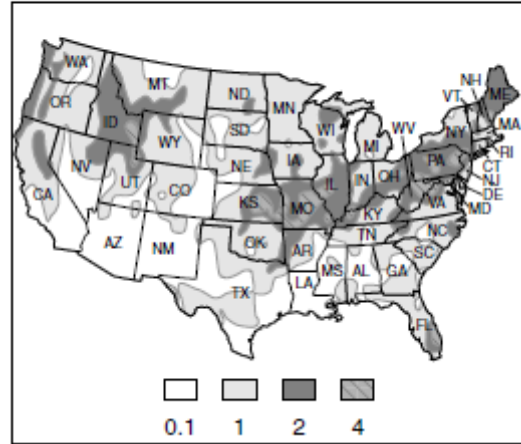 WA
MT
ND
MN
VT
NH
ME
OR
ID
SD
WI
MI
NY
MA
WY
RI
NV
NE
IA
WV
PA
CT
NJ
CA
UT
CO
IL
IN
OH
DE
KS
MO
VA
MD
KY
AZ
NM
OK
AR
TN
NC
SC
TX
LA
MS
AL
GA
FL
0.1 1 2 4